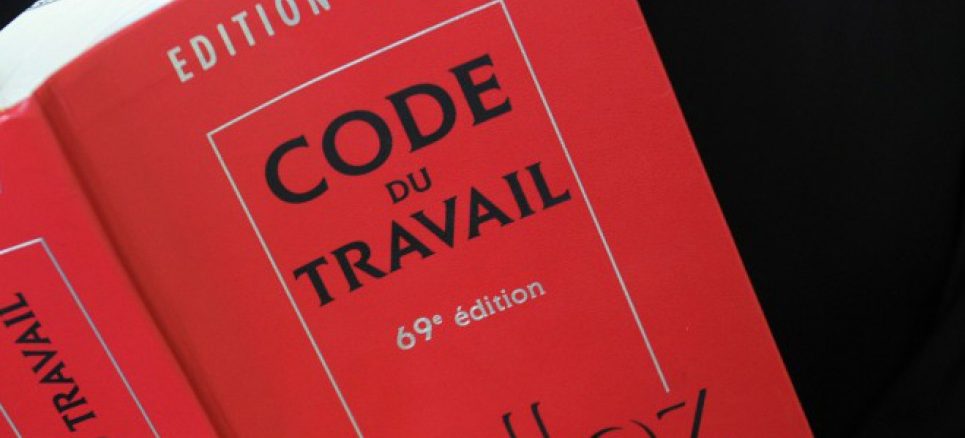 EDITION
CODE
DU
TRAVAIL
69e édition
TRAVAIL